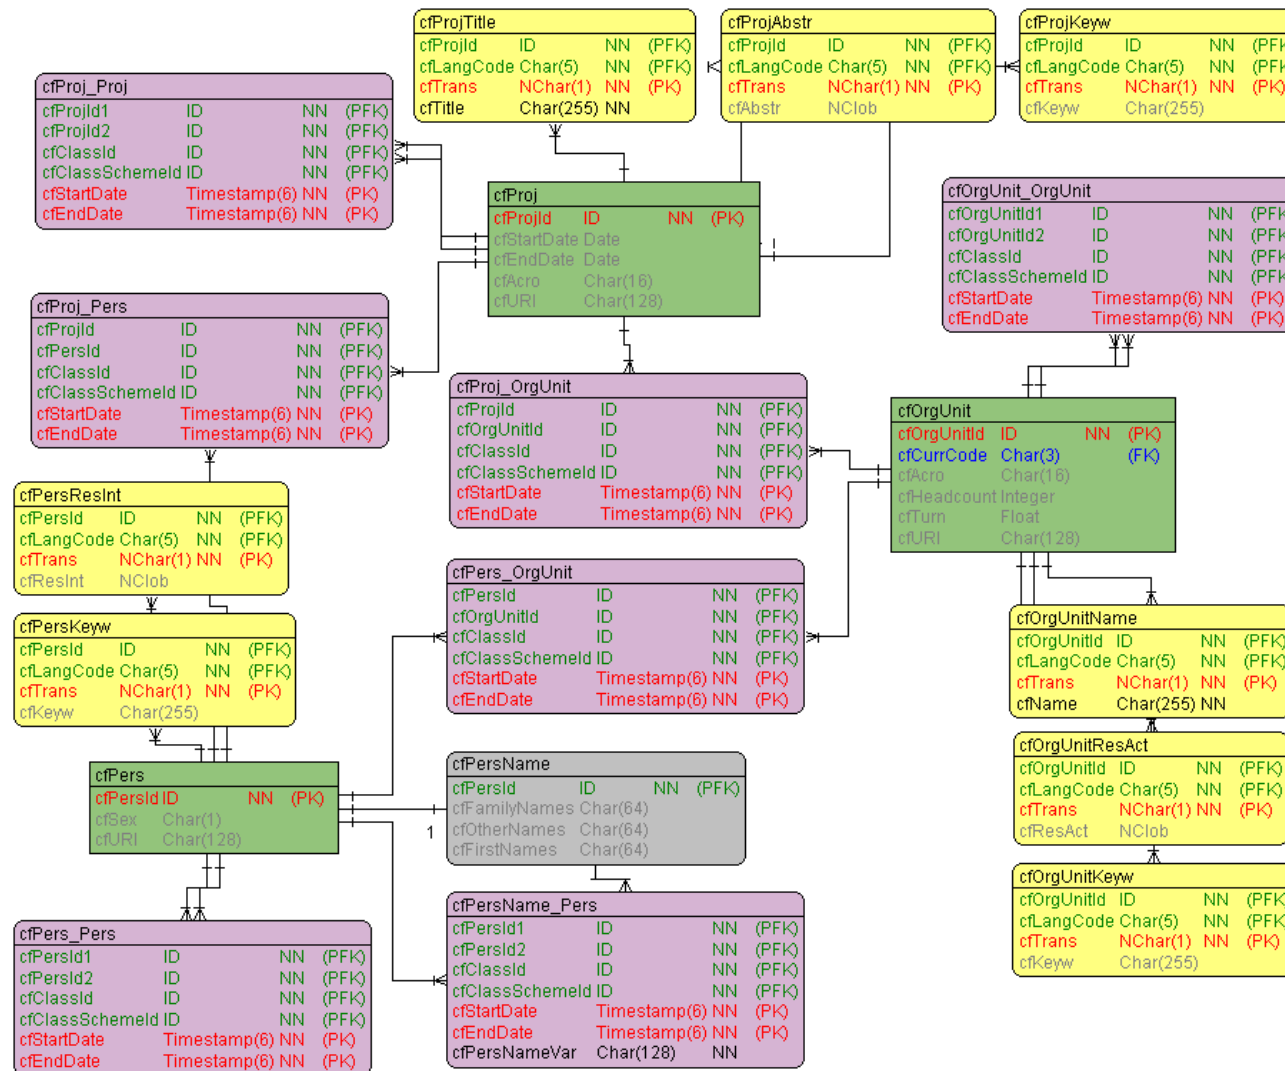 cfProjTitle
cfProjId ID NN (PFK)
cfLangCode Char(5) NN (PFK)
cfTrans NChar(1) NN (PK)
cfTitle Char(255) NN
cfProjAbstr
cfProjId ID NN (PFK)
cfLangCode Char(5) NN (PFK)
cfTrans NChar(1) NN (PK)
cfAbstr NClob
cfProjKeyw
cfProjId ID NN (PFK
cfLangCode Char(5) NN (PFK
cfTrans NChar(1) NN (PK)
cfKeyw Char(255)
cfProj_Proj
cfProjId1 ID NN (PFK)
cfProjId2 ID NN (PFK)
cfClassId ID NN (PFK)
cfClassSchemeId ID NN (PFK)
cfStartDate Timestamp(6) NN (PK)
cfEndDate Timestamp(6) NN (PK)
cfProj
cfProjId ID NN (PK)
cfStartDate Date
cfEndDate Date
cfAcro Char(16)
cfURI Char(128)
cfOrgUnit_OrgUnit
cfOrgUnitId1 ID NN (PFK
cfOrgUnitId2 ID NN (PFK
cfClassId ID NN (PFK
cfClassSchemeId ID NN (PFK
cfStartDate Timestamp(6) NN (PK)
cfEndDate Timestamp(6) NN (PK)
cfProj_Pers
cfProjId ID NN (PFK)
cfPersId ID NN (PFK)
cfClassId ID NN (PFK)
cfClassSchemeId ID NN (PFK)
cfStartDate Timestamp(6) NN (PK)
cfEndDate Timestamp(6) NN (PK)
cfProj_OrgUnit
cfProjId ID NN (PFK)
cfOrgUnitId ID NN (PFK)
cfClassId ID NN (PFK)
cfClassSchemeId ID NN (PFK)
cfStartDate Timestamp(6) NN (PK)
cfEndDate Timestamp(6) NN (PK)
cfOrgUnit
cfOrgUnitId ID NN (PK)
cfCurrCode Char(3) (FK)
cfAcro Char(16)
cfHeadcount Integer
cfTurn Float
cfURI Char(128)
cfPersResInt
cfPersId ID NN (PFK)
cfLangCode Char(5) NN (PFK)
cfTrans NChar(1) NN (PK)
cfResInt NClob
cfPers_OrgUnit
cfPersId ID NN (PFK)
cfOrgUnitId ID NN (PFK)
cfClassId ID NN (PFK)
cfClassSchemeId ID NN (PFK)
cfStartDate Timestamp(6) NN (PK)
cfEndDate Timestamp(6) NN (PK)
cfPersKeyw
cfPersId ID NN (PFK)
cfLangCode Char(5) NN (PFK)
cfTrans NChar(1) NN (PK)
cfKeyw Char(255)
cfOrgUnitName
cfOrgUnitId ID NN (PFK)
cfLangCode Char(5) NN (PFK)
cfTrans NChar(1) NN (PK)
cfName Char(255) NN
cfOrgUnitResAct
cfOrgUnitId ID NN (PFK)
cfLangCode Char(5) NN (PFK)
cfTrans NChar(1) NN (PK)
cfResAct NClob
cfPers
cfPersId ID NN (PK)
cfSex Char(1)
cfURI Char(128)
cfPersName
cfPersId ID NN (PFK)
cfFamilyNames Char(64)
cfOtherNames Char(64)
cfFirstNames Char(64)
1
cfOrgUnitKeyw
cfOrgUnitId ID NN (PFK
cfLangCode Char(5) NN (PFK
cfTrans NChar(1) NN (PK)
cfKeyw Char(255)
cfPersName_Pers
cfPersId1 ID NN (PFK)
cfPersId2 ID NN (PFK)
cfClassId ID NN (PFK)
cfClassSchemeId ID NN (PFK)
cfStartDate Timestamp(6) NN (PK)
cfEndDate Timestamp(6) NN (PK)
cfPersNameVar Char(128) NN
cfPers_Pers
cfPersId1 ID NN (PFK)
cfPersId2 ID NN (PFK)
cfClassId ID NN (PFK)
cfClassSchemeId ID NN (PFK)
cfStartDate Timestamp(6) NN (PK)
cfEndDate Timestamp(6) NN (PK)